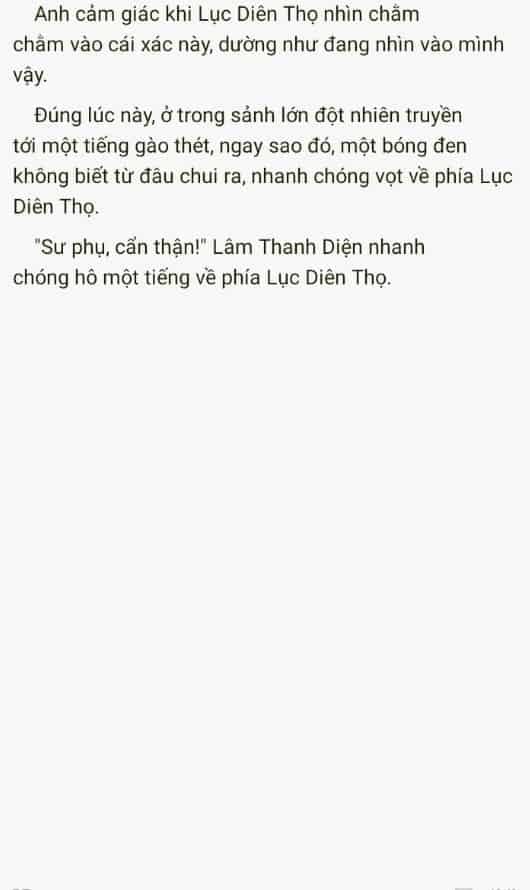 Anh cảm giác khi Lục Diên Thọ nhìn chằm
chằm vào cái xác này, dường như đang nhìn vào mình
vậy.
Đúng lúc này, ở trong sảnh lớn đột nhiên truyền
tới một tiếng gào thét, ngay sao đó, một bóng đen
không biết từ đâu chui ra, nhanh chóng vọt về phía Lục
Diên Thọ.
"Sư phụ, cẩn thận!" Lâm Thanh Diện nhanh
chóng hô một tiếng về phía Lục Diên Thọ.